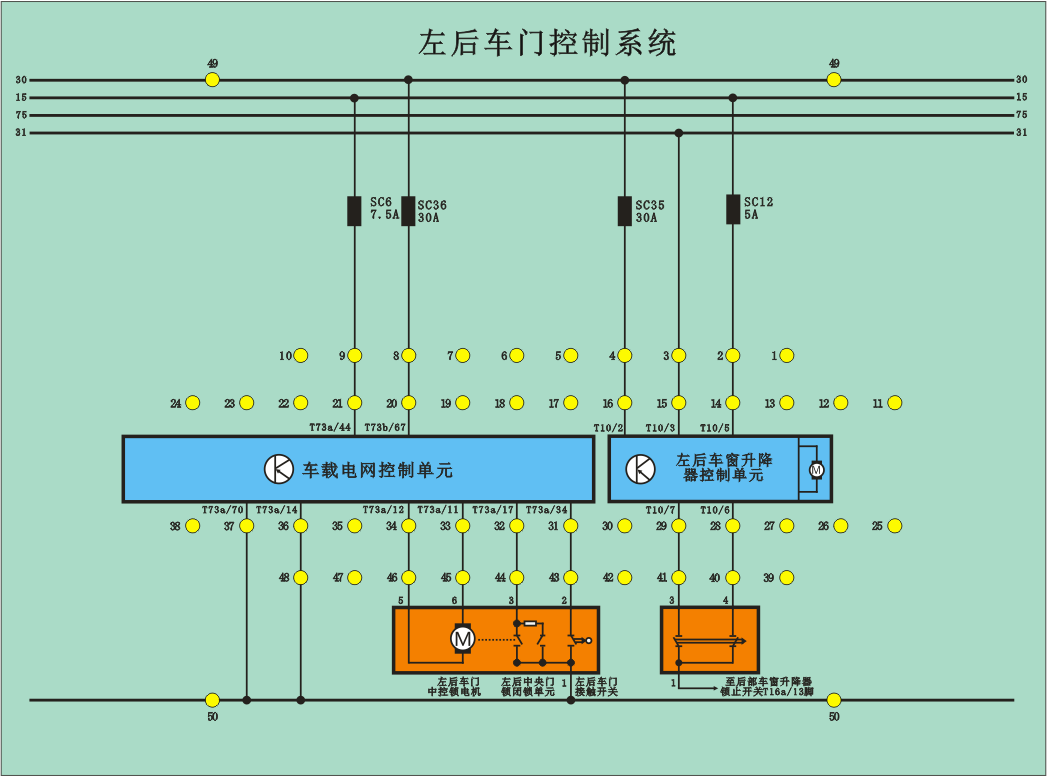 左后车门控制系统
49 49
30 30
15 15
75 75
31 31
SC6 SC36 SC35 SC12
7.5A 30A 30A 5A
10 9 8 7 6 5 4 3 2 1
24 23 22 21 20 19 18 17 16 15 14 13 12 11
T73a/44 T73b/67 T10/2 T10/3 T10/5
车载电网控制单元
左后车窗升降
器控制单元
M
T73a/70 T73a/14 T73a/12 T73a/11 T73a/17 T73a/34 T10/7 T10/6
38 37 36 35 34 33 32 31 30 29 28 27 26 25
48 47 46 45 44 43 42 41 40 39
5 6 3 2 3 4
M
左后车门
中控锁电机
左后中央门
锁闭锁单元
1
左后车门
接触开关
1
至后部车窗升降器
锁止开关T16a/13脚
50 50